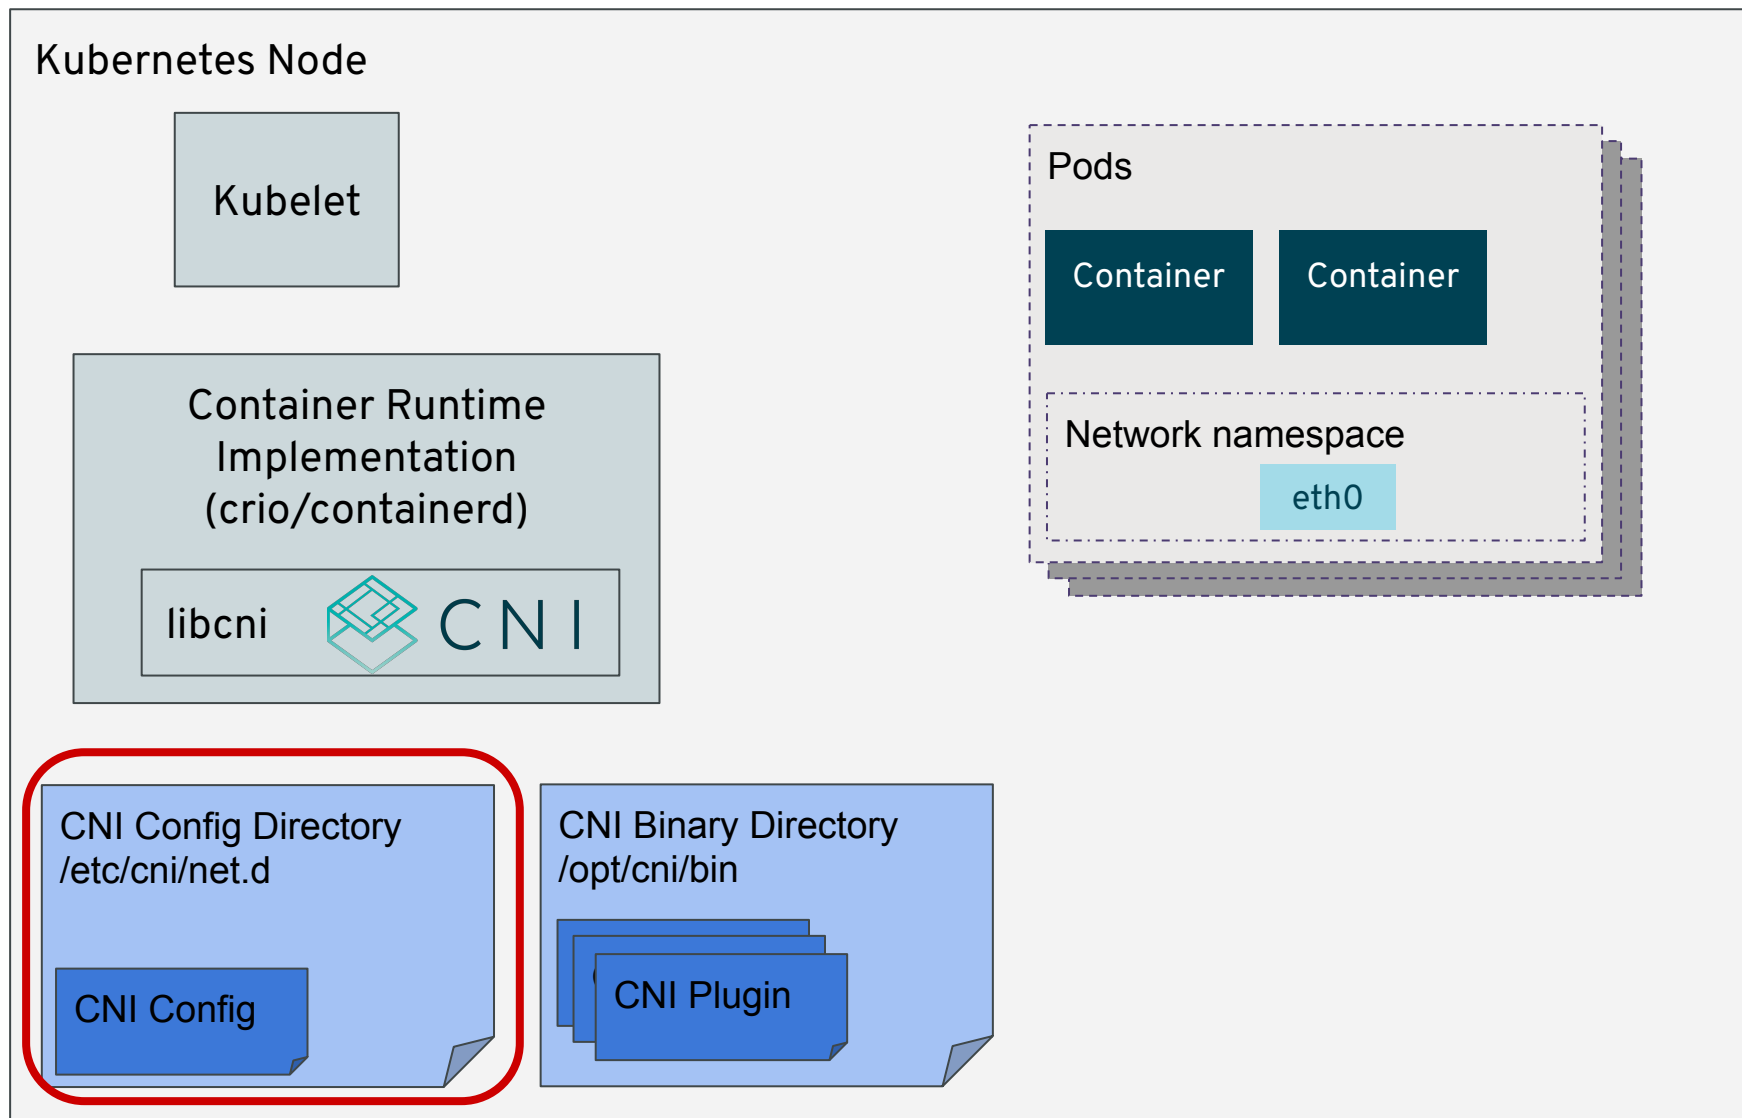 Kubernetes Node
Kubelet
Pods
Container
Container
Network namespace
eth0
Container Runtime
Implementation
(crio/containerd)
libcni
CNI
CNI Config Directory
/etc/cni/net.d
CNI Config
CNI Binary Directory
/opt/cni/bin
CNI Plugin